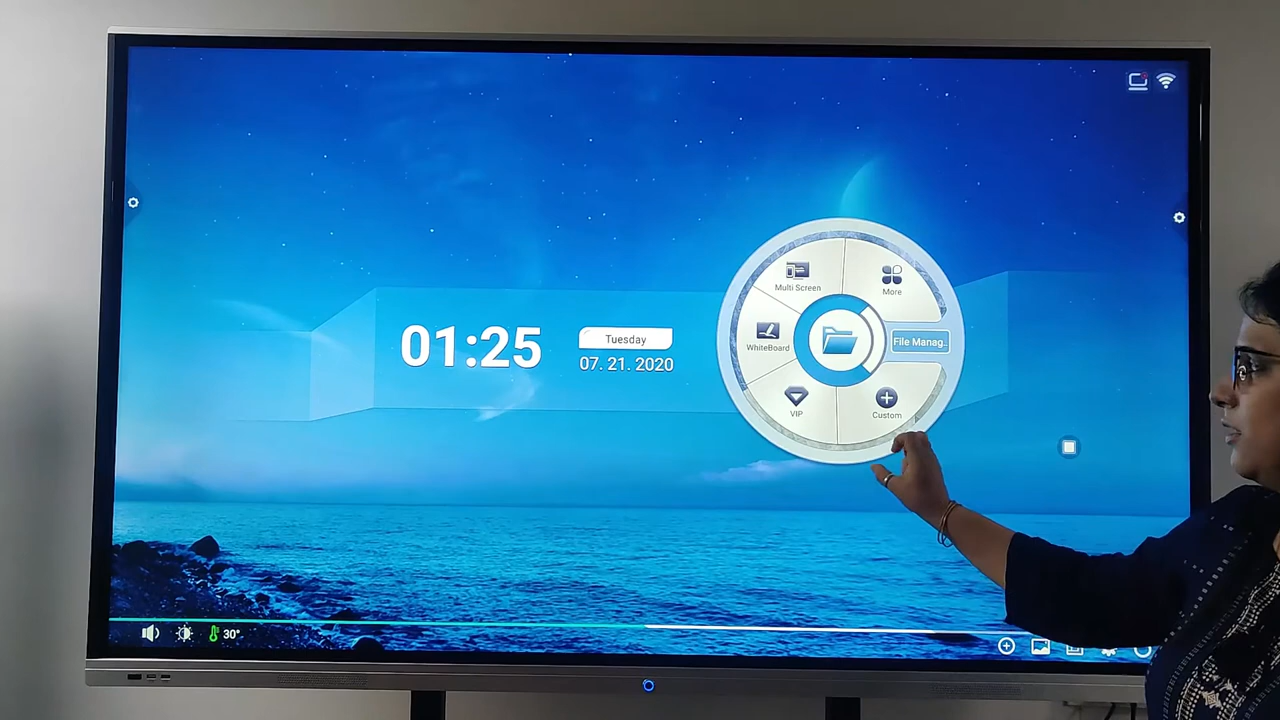 Multi Screen
More
01:25
Tuesday
07. 21. 2020
WhiteBoard
File Manag..
VIP
Custom
30°